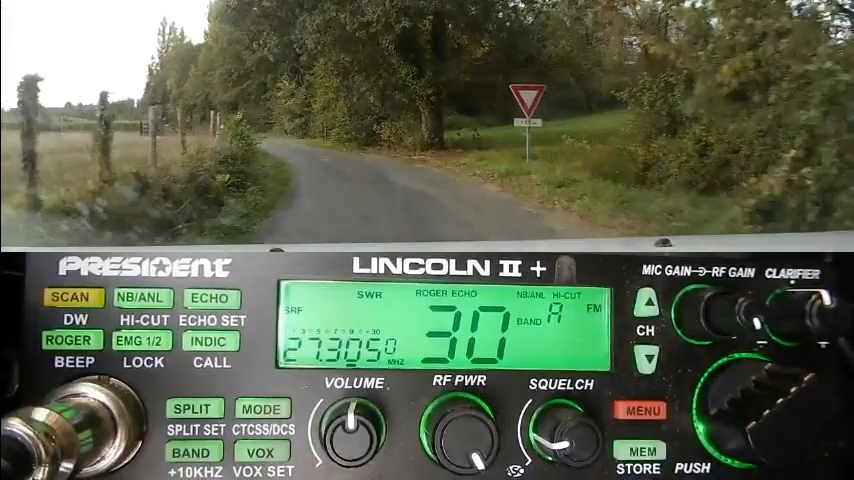 PRESIDENT
LINCOLN II +
MIC GAIN RF GAIN
CLARIFIER
SCAN
NB/ANL
ECHO
DW
HI-CUT
ECHO SET
ROGER
EMG 1/2
INDIC
BEEP
LOCK
CALL
SWR
ROGER ECHO
NB/ANL HI-CUT
SRF
30
BAND A
FM
27.3050 MHZ
CH
VOLUME
RF PWR
SQUELCH
SPLIT
MODE
SPLIT SET
CTCSS/DCS
+10KHZ
VOX
VOX SET
ASC
MENU
MEM
STORE
PUSH